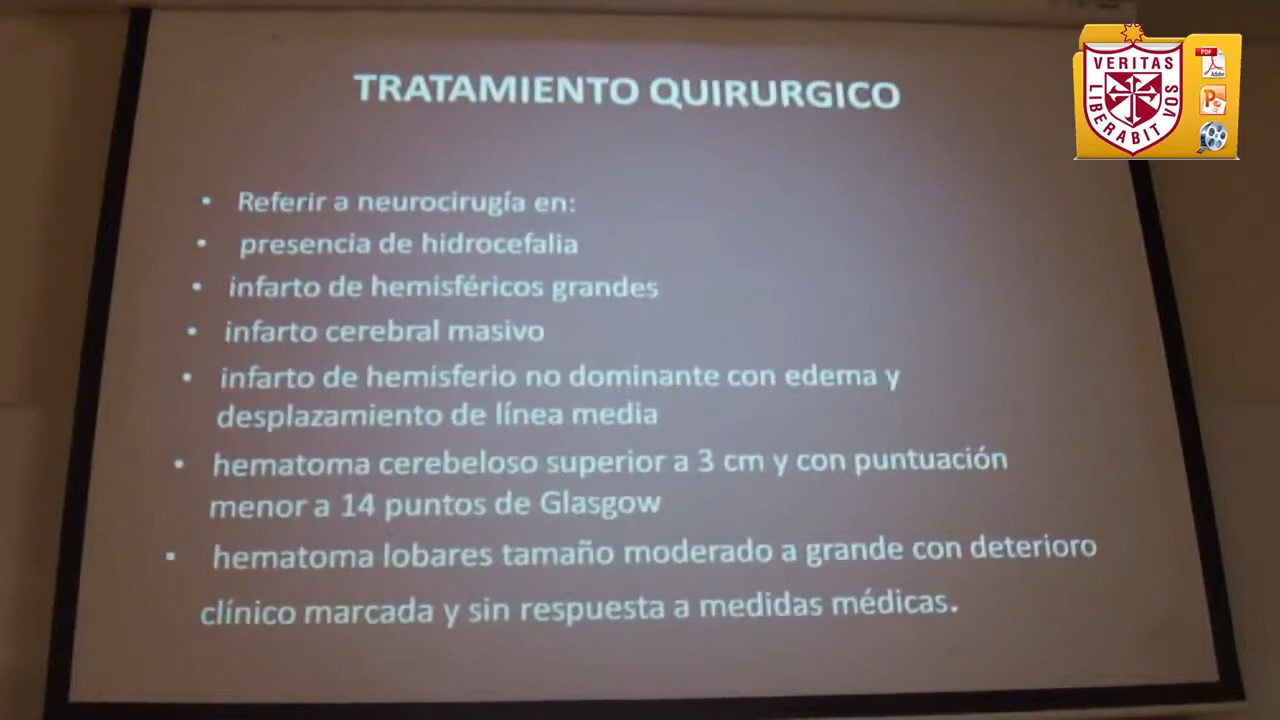 TRATAMIENTO QUIRURGICO
• Referir a neurocirugía en:
• presencia de hidrocefalia
• infarto de hemisféricos grandes
• infarto cerebral masivo
• infarto de hemisferio no dominante con edema y
desplazamiento de línea media
• hematoma cerebeloso superior a 3 cm y con puntuación
menor a 14 puntos de Glasgow
▪ hematoma lobares tamaño moderado a grande con deterioro
clínico marcada y sin respuesta a medidas médicas.
VERITAS
LIBERABIT VOS
PDF
Adobe